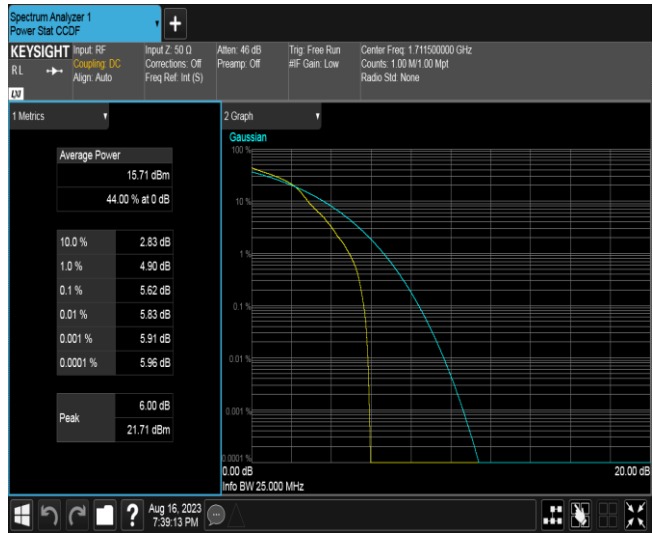 Spectrum Analyzer 1
Power Stat CCDF
+
KEYSIGHT
R L
LXI
Input: RF
Coupling: DC
Align: Auto
Input Z: 50 Ω
Corrections: Off
Freq Ref: Int (S)
Atten: 46 dB
Preamp: Off
Trig: Free Run
#IF Gain: Low
Center Freq: 1.711500000 GHz
Counts: 1.00 M/1.00 Mpt
Radio Std: None
1 Metrics
Average Power
15.71 dBm
44.00 % at 0 dB
10.0 % 2.83 dB
1.0 % 4.90 dB
0.1 % 5.62 dB
0.01 % 5.83 dB
0.001 % 5.91 dB
0.0001 % 5.96 dB
Peak 6.00 dB
21.71 dBm
2 Graph
Gaussian
100 %
10 %
1 %
0.1 %
0.01 %
0.001 %
0.0001 %
0.00 dB 20.00 dB
Info BW 25.000 MHz
?
Aug 16, 2023
7:39:13 PM